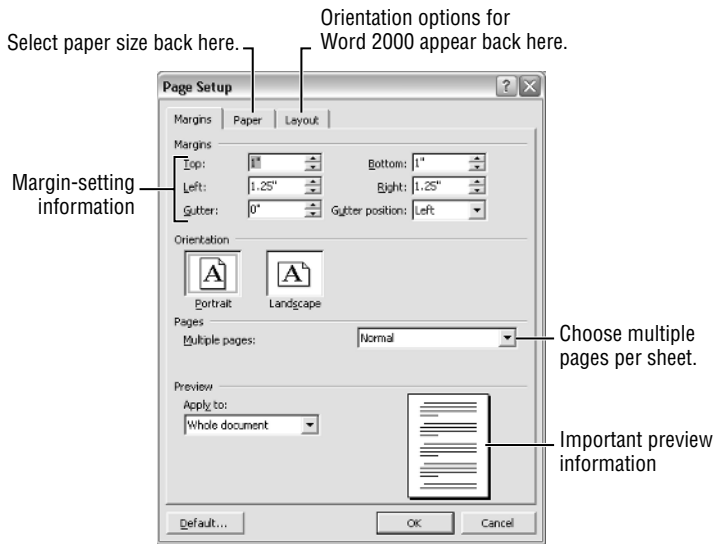 Orientation options for
Word 2000 appear back here.
Select paper size back here.
Page Setup
Margins Paper Layout
Margins
Top: 1" Bottom: 1"
Left: 1.25" Right: 1.25"
Gutter: 0" Gutter position: Left
Margin-setting
information
Orientation
A A
Portrait Landscape
Pages
Multiple pages: Normal
Choose multiple
pages per sheet.
Preview
Apply to:
Whole document
Important preview
information
Default... OK Cancel